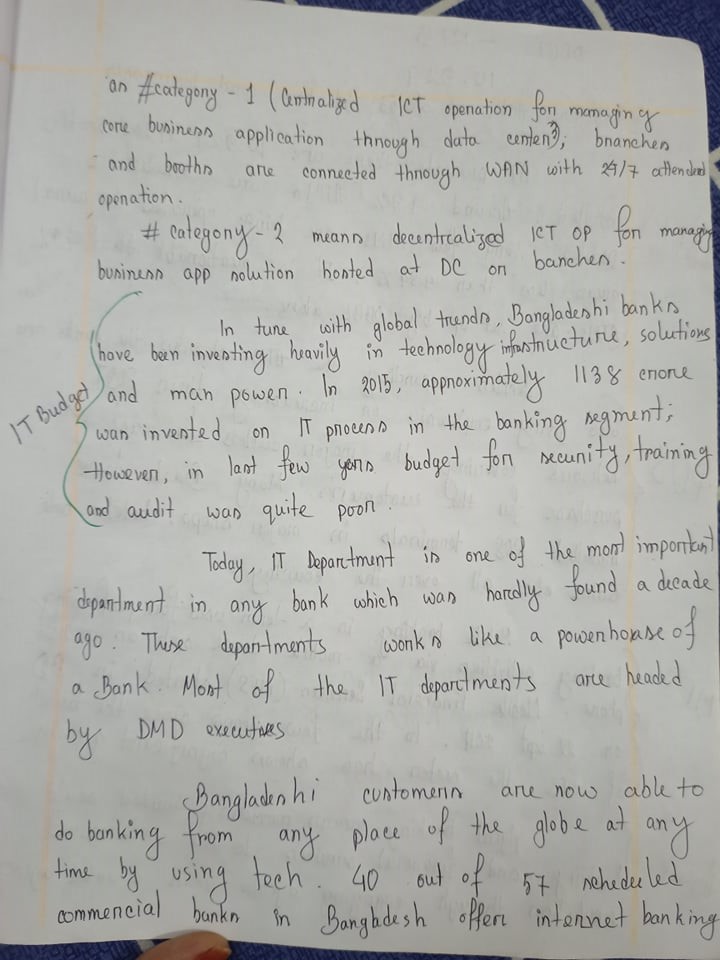 as #category - 1 (Centralized ICT operation for managing
core business application through data center), branches
and booths are connected through WAN with 24/7 attended
operation.
# category - 2 means decentrealized ICT OP for managing
business app solution hosted at DC or banches.
In tune with global trends, Bangladeshi banks
have been investing heavily in technology infrastructure, solutions
IT Budget
and man power. In 2015, approximately 1138 crore
was invested on IT process in the banking segment;
However, in last few yers budget for security, training
and audit was quite poor.
Today, IT Department is one of the most important
dpartment in any bank which was hardly found a decade
ago. These departments works like a powerhouse of
a Bank. Most of the IT departments are headed
by DMD executives
Bangladeshi customers are now able to
do banking from any place of the globe at any
time by using tech. 40 out of 57 scheduled
commercial banks in Bangladesh offers internet banking